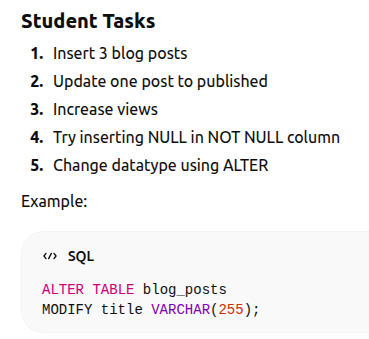 Student Tasks
1. Insert 3 blog posts
2. Update one post to published
3. Increase views
4. Try inserting NULL in NOT NULL column
5. Change datatype using ALTER
Example:
</> SQL
ALTER TABLE blog_posts
MODIFY title VARCHAR(255);